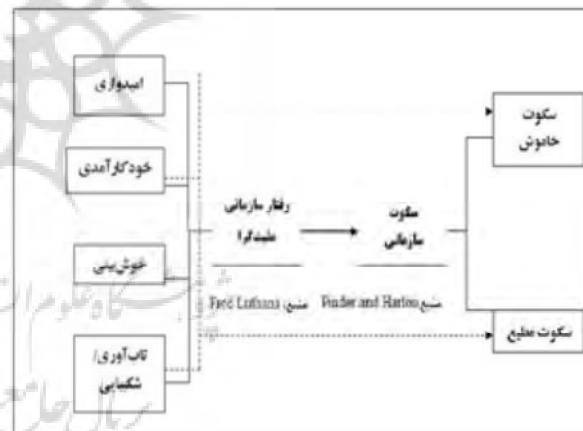 امیدواری
خودکارآمدی
خوش‌بینی
تاب‌آوری/
شکیبایی
رفتار سازمانی
مثبت‌گرا
منبع: Fred Luthans
سکوت
سازمانی
منبع Pinder and Harlos
سکوت
خاموش
سکوت مطیع